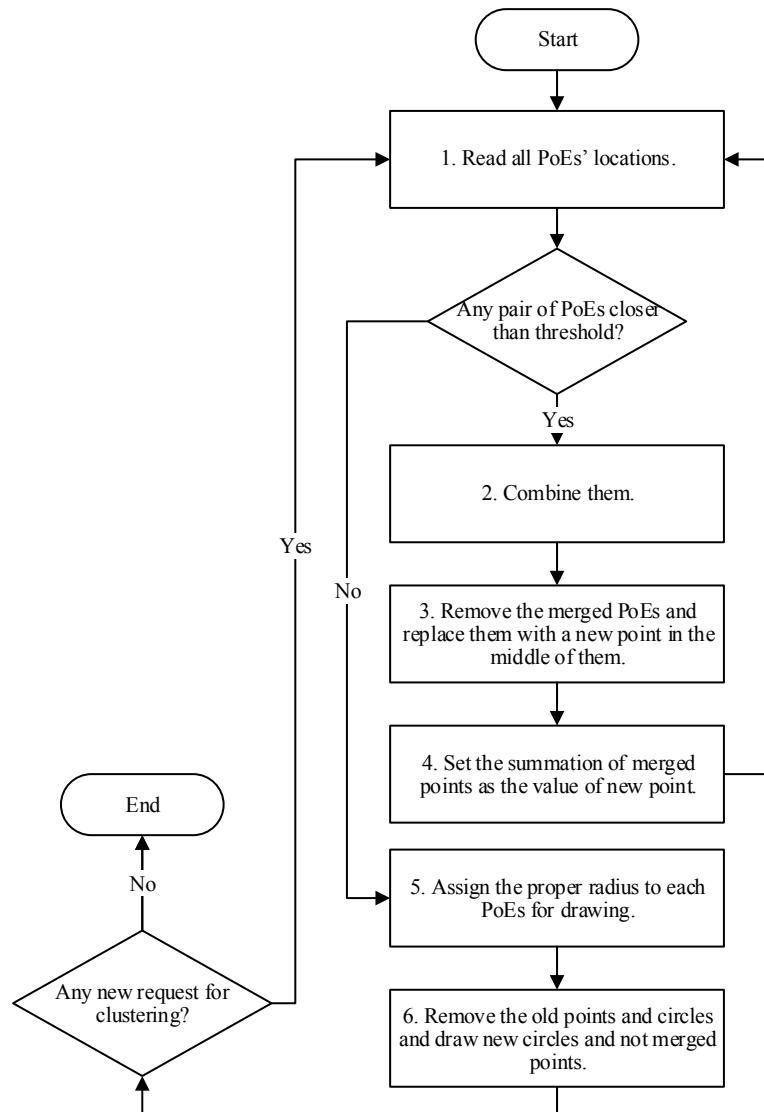 Start
1. Read all PoEs’ locations.
Any pair of PoEs closer
than threshold?
Yes
2. Combine them.
Yes
No
3. Remove the merged PoEs and
replace them with a new point in the
middle of them.
4. Set the summation of merged
points as the value of new point.
End
No
5. Assign the proper radius to each
PoEs for drawing.
Any new request for
clustering?
6. Remove the old points and circles
and draw new circles and not merged
points.